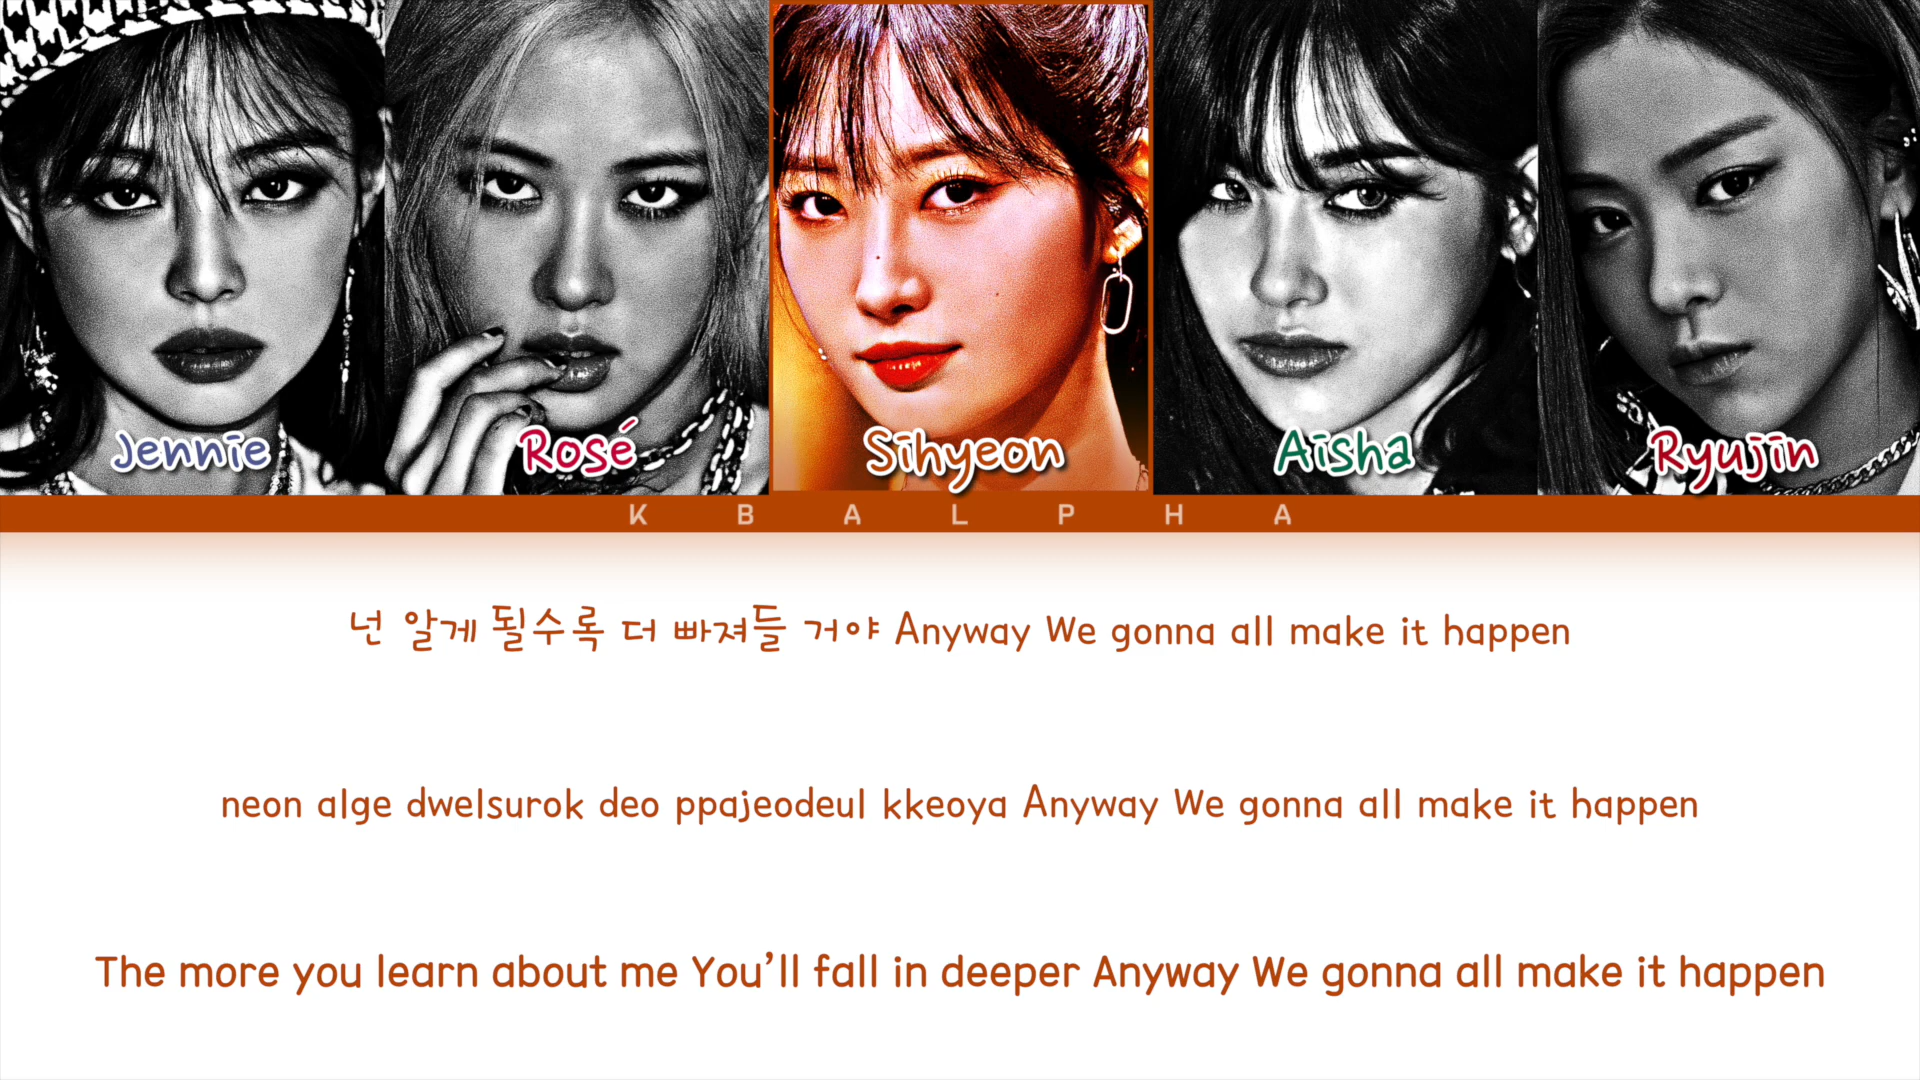 Jennie Rosé Sihyeon Aisha Ryujin
K B A L P H A
넌 알게 될수록 더 빠져들 거야 Anyway We gonna all make it happen
neon alge dwelsurok deo ppajeodeul kkeoya Anyway We gonna all make it happen
The more you learn about me You’ll fall in deeper Anyway We gonna all make it happen